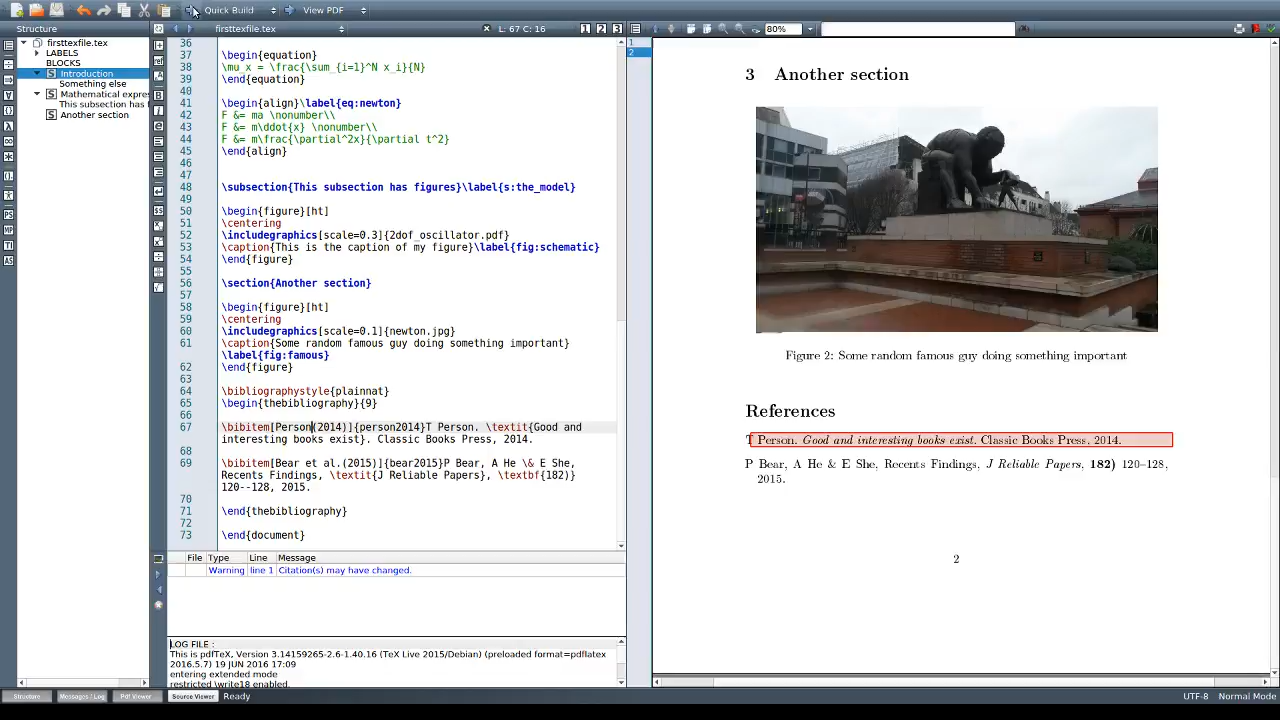 Quick Build
View PDF
Structure
firsttexfile.tex
L: 67 C: 16
1 2 3
80%
firsttexfile.tex
LABELS
BLOCKS
Introduction
Something else
Mathematical expre
This subsection has f
Another section
36
37 \begin{equation}
38 \mu_x = \frac{\sum_{i=1}^N x_i}{N}
39 \end{equation}
40
41 \begin{align}\label{eq:newton}
42 F &= ma \nonumber\\
43 F &= m\ddot{x} \nonumber\\
44 F &= m\frac{\partial^2x}{\partial t^2}
45 \end{align}
46
47
48 \subsection{This subsection has figures}\label{s:the_model}
49
50 \begin{figure}[ht]
51 \centering
52 \includegraphics[scale=0.3]{2dof_oscillator.pdf}
53 \caption{This is the caption of my figure}\label{fig:schematic}
54 \end{figure}
55
56 \section{Another section}
57
58 \begin{figure}[ht]
59 \centering
60 \includegraphics[scale=0.1]{newton.jpg}
61 \caption{Some random famous guy doing something important}
\label{fig:famous}
62 \end{figure}
63
64 \bibliographystyle{plainnat}
65 \begin{thebibliography}{9}
66
67 \bibitem[Person(2014)]{person2014}T Person. \textit{Good and
interesting books exist}. Classic Books Press, 2014.
68
69 \bibitem[Bear et al.(2015)]{bear2015}P Bear, A He \& E She,
Recents Findings, \textit{J Reliable Papers}, \textbf{182)}
120--128, 2015.
70
71 \end{thebibliography}
72
73 \end{document}
File Type Line Message
Warning line 1 Citation(s) may have changed.
LOG FILE :
This is pdfTeX, Version 3.14159265-2.6-1.40.16 (TeX Live 2015/Debian) (preloaded format=pdflatex
2016.5.7) 19 JUN 2016 17:09
entering extended mode
restricted \write18 enabled.
1
2
3 Another section
Figure 2: Some random famous guy doing something important
References
T Person. Good and interesting books exist. Classic Books Press, 2014.
P Bear, A He & E She, Recents Findings, J Reliable Papers, 182) 120–128,
2015.
2
Structure
Messages / Log
Pdf Viewer
Source Viewer
Ready
UTF-8
Normal Mode